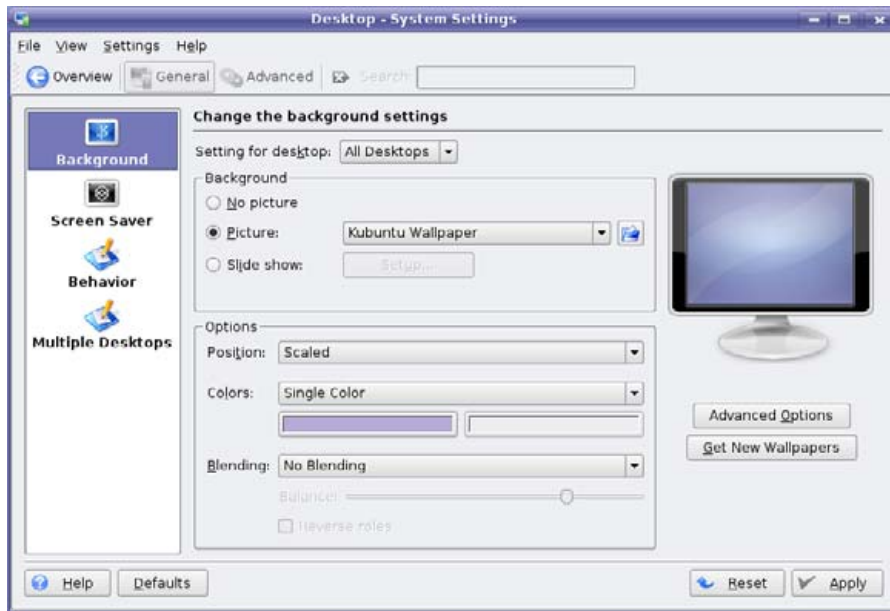 Desktop - System Settings
File View Settings Help
Overview General Advanced Search:
Background
Screen Saver
Behavior
Multiple Desktops
Change the background settings
Setting for desktop: All Desktops
Background
No picture
Picture: Kubuntu Wallpaper
Slide show: Setup...
Options
Position: Scaled
Colors: Single Color
Blending: No Blending
Balance:
Reverse roles
Advanced Options
Get New Wallpapers
Help Defaults Reset Apply